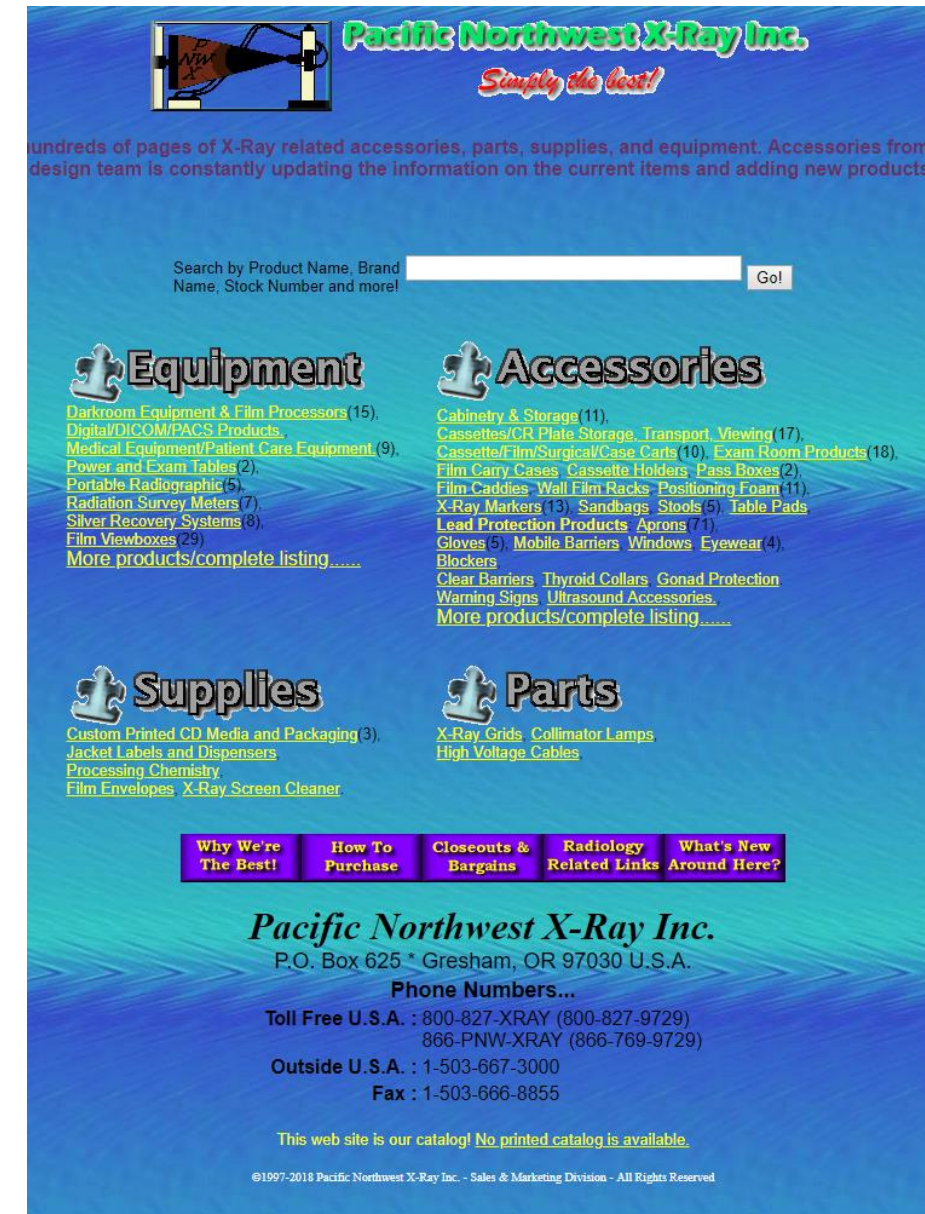 P
NW
X
Pacific Northwest X-Ray Inc.
Simply the best!
hundreds of pages of X-Ray related accessories, parts, supplies, and equipment. Accessories from
design team is constantly updating the information on the current items and adding new products
Search by Product Name, Brand
Name, Stock Number and more!
Go!
Equipment
Darkroom Equipment & Film Processors(15),
Digital/DICOM/PACS Products.,
Medical Equipment/Patient Care Equipment.(9),
Power and Exam Tables(2),
Portable Radiographic(5),
Radiation Survey Meters(7),
Silver Recovery Systems(8),
Film Viewboxes(29)
More products/complete listing......
Accessories
Cabinetry & Storage(11),
Cassettes/CR Plate Storage, Transport, Viewing(17),
Cassette/Film/Surgical/Case Carts(10), Exam Room Products(18),
Film Carry Cases, Cassette Holders, Pass Boxes(2),
Film Caddies, Wall Film Racks, Positioning Foam(11),
X-Ray Markers(13), Sandbags, Stools(5), Table Pads,
Lead Protection Products: Aprons(71),
Gloves(5), Mobile Barriers, Windows, Eyewear(4),
Blockers,
Clear Barriers, Thyroid Collars, Gonad Protection,
Warning Signs, Ultrasound Accessories.,
More products/complete listing......
Supplies
Custom Printed CD Media and Packaging(3),
Jacket Labels and Dispensers,
Processing Chemistry,
Film Envelopes, X-Ray Screen Cleaner,
Parts
X-Ray Grids, Collimator Lamps,
High Voltage Cables,
Why We're The Best!
How To Purchase
Closeouts & Bargains
Radiology Related Links
What's New Around Here?
Pacific Northwest X-Ray Inc.
P.O. Box 625 * Gresham, OR 97030 U.S.A.
Phone Numbers...
Toll Free U.S.A. : 800-827-XRAY (800-827-9729)
866-PNW-XRAY (866-769-9729)
Outside U.S.A. : 1-503-667-3000
Fax : 1-503-666-8855
This web site is our catalog! No printed catalog is available.
©1997-2018 Pacific Northwest X-Ray Inc. - Sales & Marketing Division - All Rights Reserved